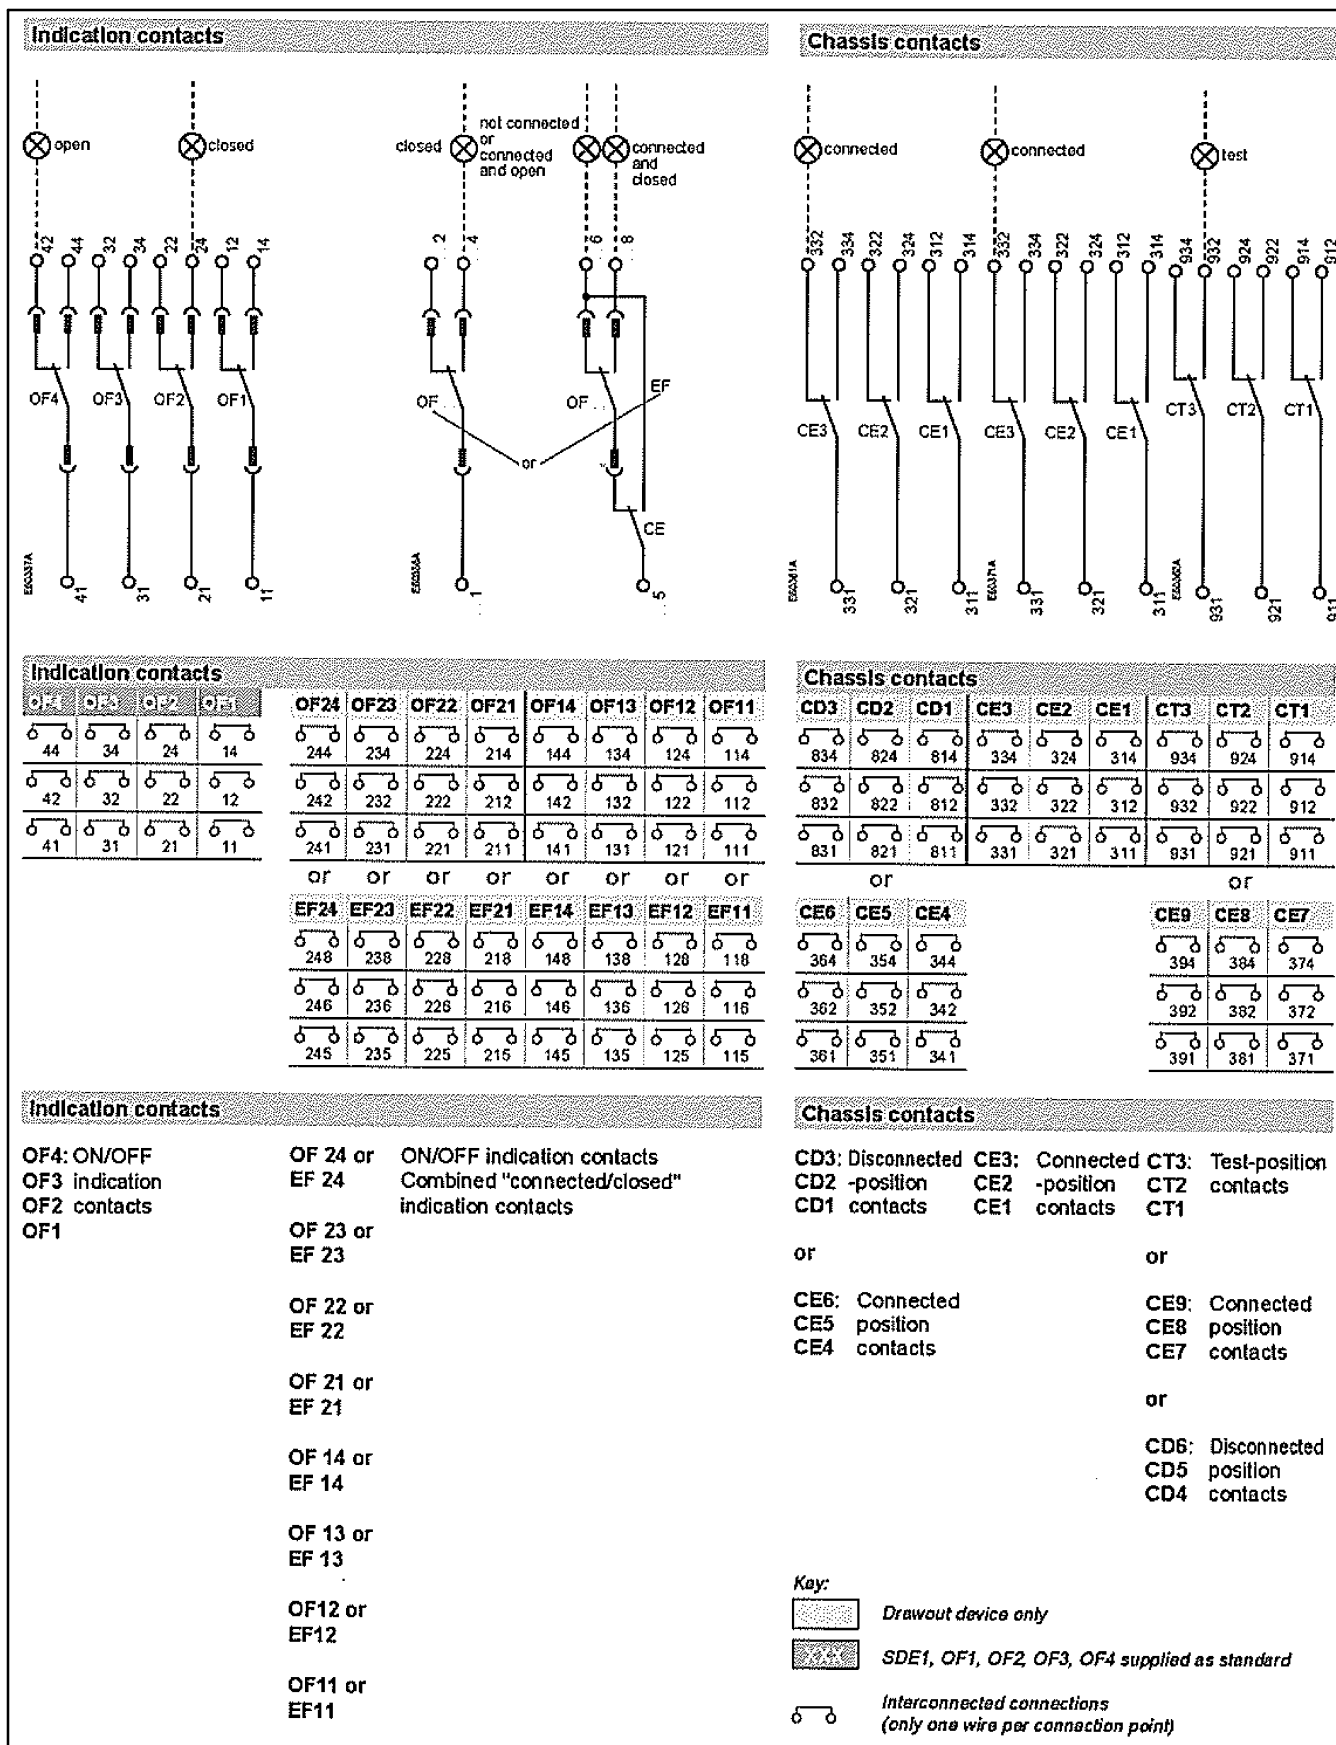 Indication contacts
open
closed
closed
not connected
or
connected
and open
connected
and
closed
42 44 32 34 22 24 12 14
..2 ..4 ..6 ..8
OF4 OF3 OF2 OF1
OF ...
OF ...
EF
or
CE
41 31 21 11
..1
..5
E60337A
Chassis contacts
connected
connected
test
332 334 322 324 312 314 332 334 322 324 312 314 934 932 924 922 914 912
CE3 CE2 CE1 CE3 CE2 CE1 CT3 CT2 CT1
331 321 311 331 321 311 931 921 911
E60361A
E60371A
Indication contacts
OF4 OF3 OF2 OF1
44 34 24 14
42 32 22 12
41 31 21 11
OF24 OF23 OF22 OF21 OF14 OF13 OF12 OF11
244 234 224 214 144 134 124 114
242 232 222 212 142 132 122 112
241 231 221 211 141 131 121 111
or or or or or or or or
EF24 EF23 EF22 EF21 EF14 EF13 EF12 EF11
248 238 228 218 148 138 128 118
246 236 226 216 146 136 126 116
245 235 225 215 145 135 125 115
Chassis contacts
CD3 CD2 CD1 CE3 CE2 CE1 CT3 CT2 CT1
834 824 814 334 324 314 934 924 914
832 822 812 332 322 312 932 922 912
831 821 811 331 321 311 931 921 911
or or
CE6 CE5 CE4 CE9 CE8 CE7
364 354 344 394 384 374
362 352 342 392 382 372
361 351 341 391 381 371
Indication contacts
OF4: ON/OFF
OF3 indication
OF2 contacts
OF1
OF 24 or ON/OFF indication contacts
EF 24 Combined "connected/closed"
indication contacts
OF 23 or
EF 23
OF 22 or
EF 22
OF 21 or
EF 21
OF 14 or
EF 14
OF 13 or
EF 13
OF12 or
EF12
OF11 or
EF11
Chassis contacts
CD3: Disconnected CE3: Connected CT3: Test-position
CD2 -position CE2 -position CT2 contacts
CD1 contacts CE1 contacts CT1
or or
CE6: Connected CE9: Connected
CE5 position CE8 position
CE4 contacts CE7 contacts
or
CD6: Disconnected
CD5 position
CD4 contacts
Key:
Drawout device only
XXX SDE1, OF1, OF2, OF3, OF4 supplied as standard
Interconnected connections
(only one wire per connection point)